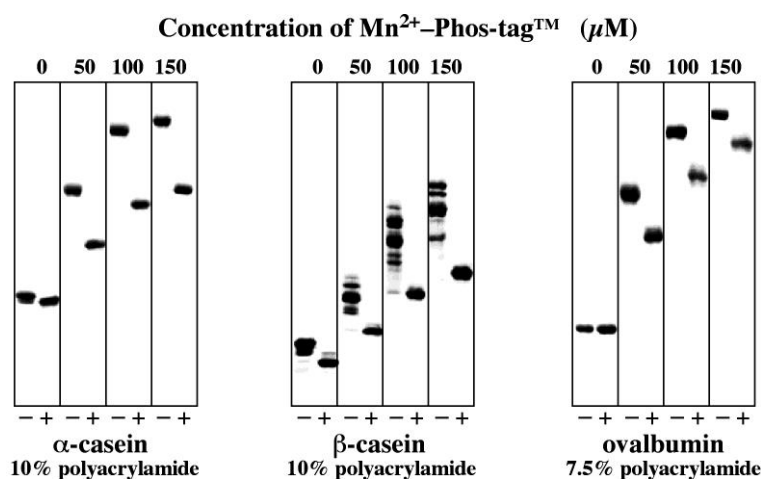 Concentration of Mn²⁺–Phos-tag™ (µM)
0 50 100 150
0 50 100 150
0 50 100 150
− + − + − + − +
− + − + − + − +
− + − + − + − +
α-casein
10% polyacrylamide
β-casein
10% polyacrylamide
ovalbumin
7.5% polyacrylamide